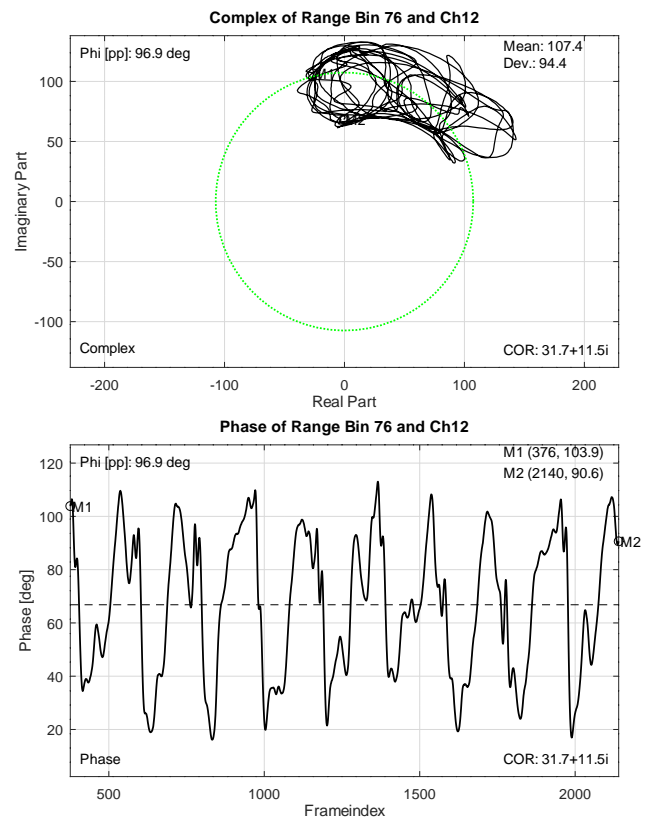 Complex of Range Bin 76 and Ch12
Phi [pp]: 96.9 deg
Mean: 107.4
Dev.: 94.4
100
50
0
-50
-100
Imaginary Part
M1
M2
Complex
COR: 31.7+11.5i
-200
-100
0
100
200
Real Part
Phase of Range Bin 76 and Ch12
Phi [pp]: 96.9 deg
M1 (376, 103.9)
M2 (2140, 90.6)
120
100
80
60
40
20
Phase [deg]
M1
M2
Phase
COR: 31.7+11.5i
500
1000
1500
2000
Frameindex